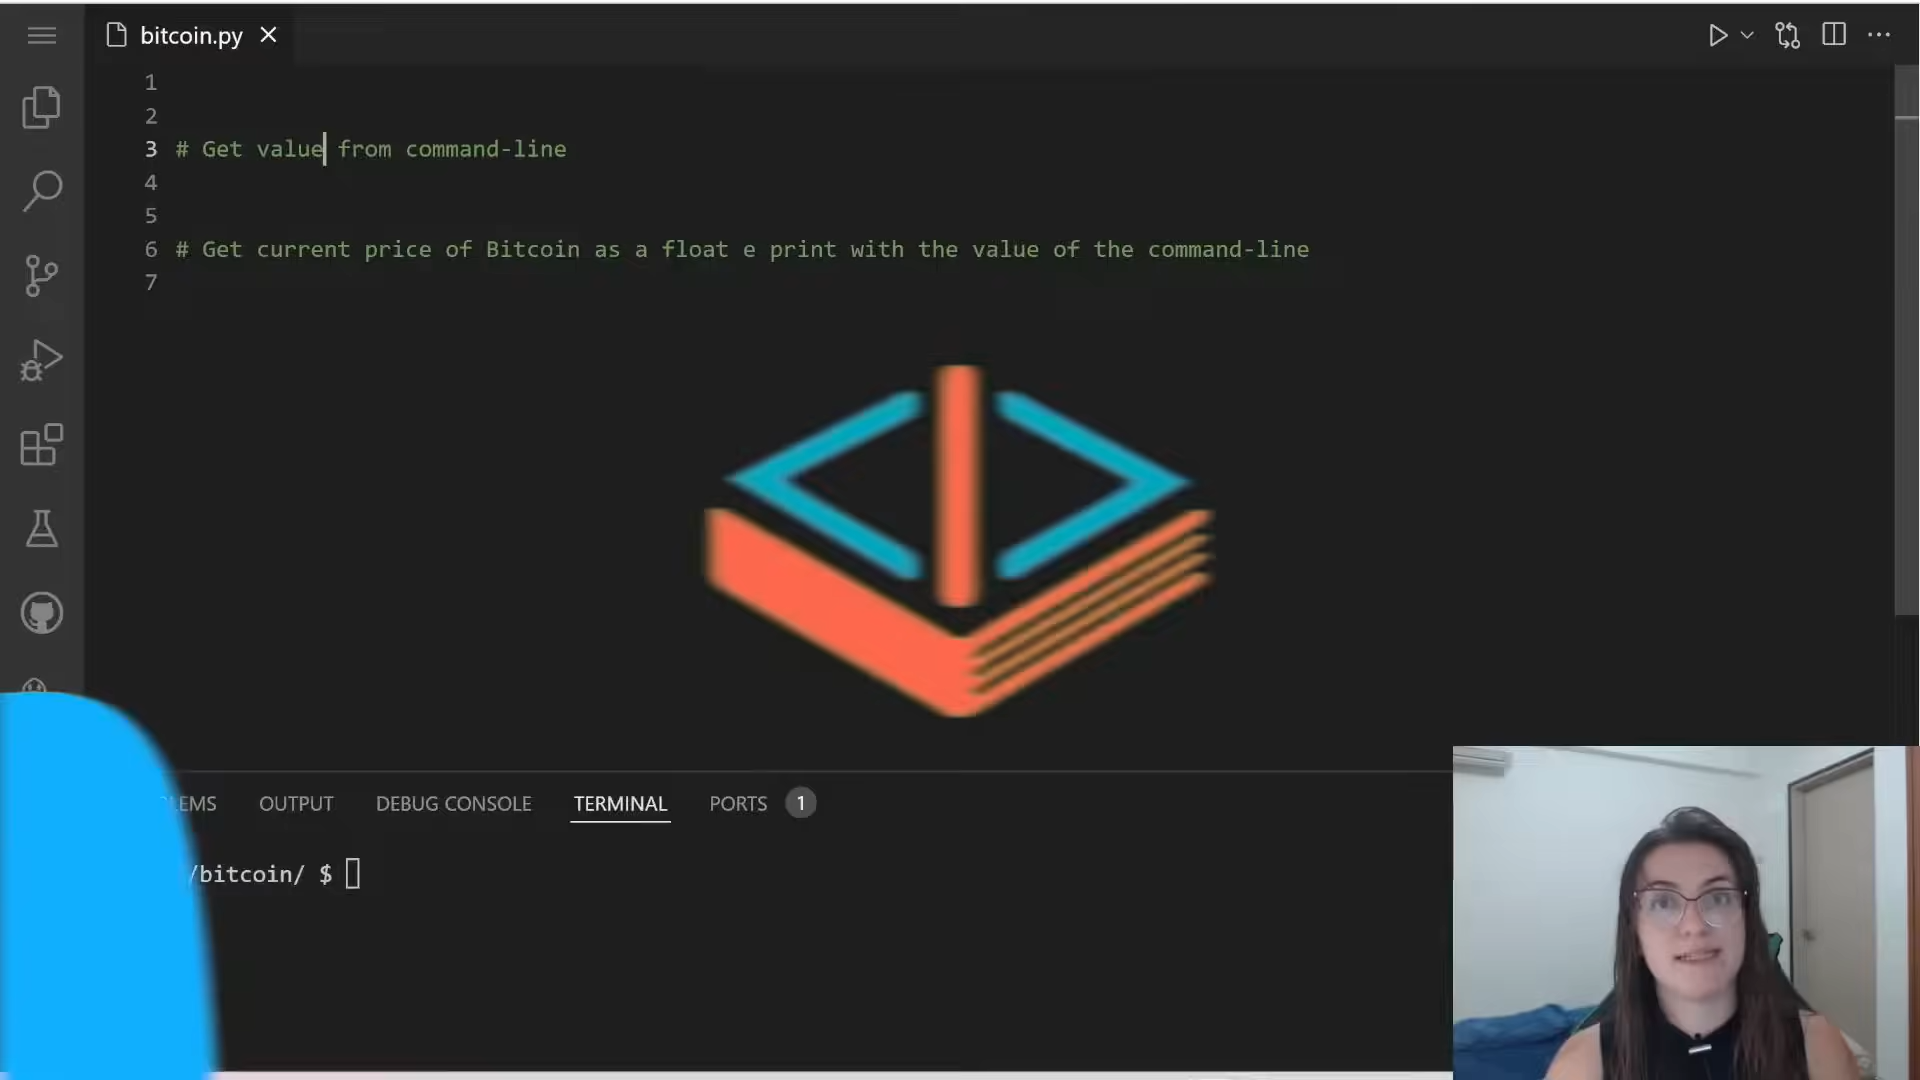 bitcoin.py
1
2
3 # Get value from command-line
4
5
6 # Get current price of Bitcoin as a float e print with the value of the command-line
7
LEMS OUTPUT DEBUG CONSOLE TERMINAL PORTS 1
/bitcoin/ $